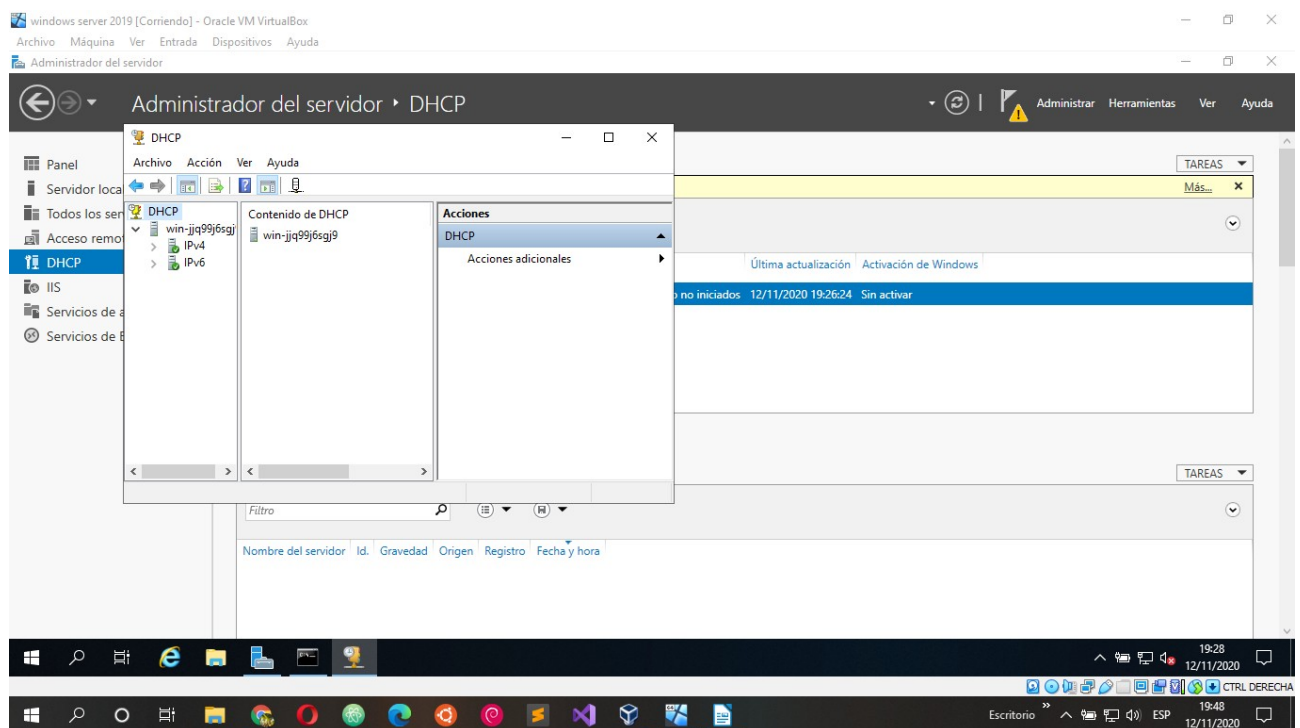 windows server 2019 [Corriendo] - Oracle VM VirtualBox
Archivo Máquina Ver Entrada Dispositivos Ayuda
Administrador del servidor
Administrador del servidor DHCP
Administrar Herramientas Ver Ayuda
DHCP
Archivo Acción Ver Ayuda
DHCP
win-jjq99j6sgj
IPv4
IPv6
Contenido de DHCP
win-jjq99j6sgj9
Acciones
DHCP
Acciones adicionales
Panel
Servidor loca
Todos los ser
Acceso remo
DHCP
IIS
Servicios de a
Servicios de E
TAREAS
Más...
Última actualización Activación de Windows
o no iniciados 12/11/2020 19:26:24 Sin activar
TAREAS
Filtro
Nombre del servidor Id. Gravedad Origen Registro Fecha y hora
19:28
12/11/2020
CTRL DERECHA
Escritorio
ESP
19:48
12/11/2020